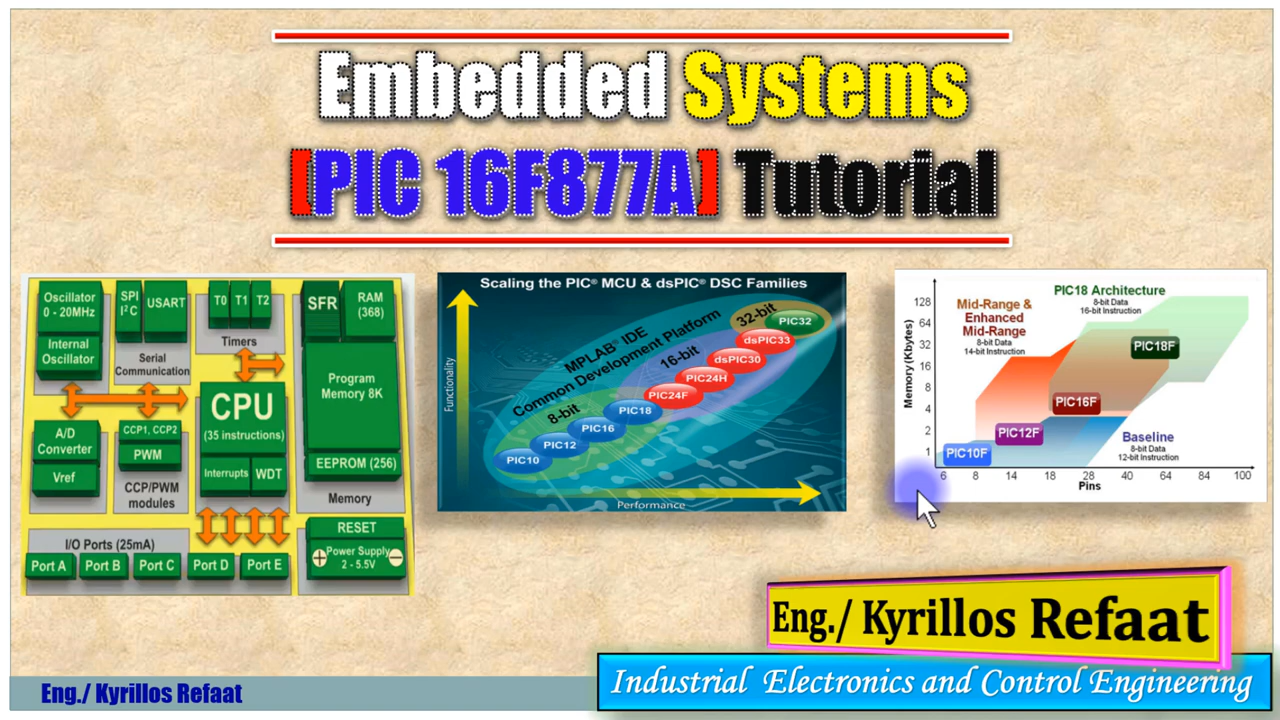 Embedded Systems
[PIC 16F877A] Tutorial
Oscillator
0 - 20MHz
Internal
Oscillator
SPI
I²C
USART
Serial
Communication
T0 T1 T2
Timers
SFR
RAM
(368)
Program
Memory 8K
EEPROM (256)
Memory
CPU
(35 instructions)
Interrupts
WDT
A/D
Converter
Vref
CCP1, CCP2
PWM
CCP/PWM
modules
I/O Ports (25mA)
Port A Port B Port C Port D Port E
RESET
+ Power Supply −
2 - 5.5V
Scaling the PIC® MCU & dsPIC® DSC Families
Functionality
MPLAB® IDE
Common Development Platform
32-bit
16-bit
8-bit
PIC32
dsPIC33
dsPIC30
PIC24H
PIC24F
PIC18
PIC16
PIC12
PIC10
Performance
PIC18 Architecture
8-bit Data
16-bit Instruction
Mid-Range &
Enhanced
Mid-Range
8-bit Data
14-bit Instruction
Memory (Kbytes)
128
64
32
16
8
4
2
1
PIC18F
PIC16F
PIC12F
PIC10F
Baseline
8-bit Data
12-bit Instruction
6 8 14 18 28 40 64 84 100
Pins
Eng./ Kyrillos Refaat
Industrial Electronics and Control Engineering
Eng./ Kyrillos Refaat